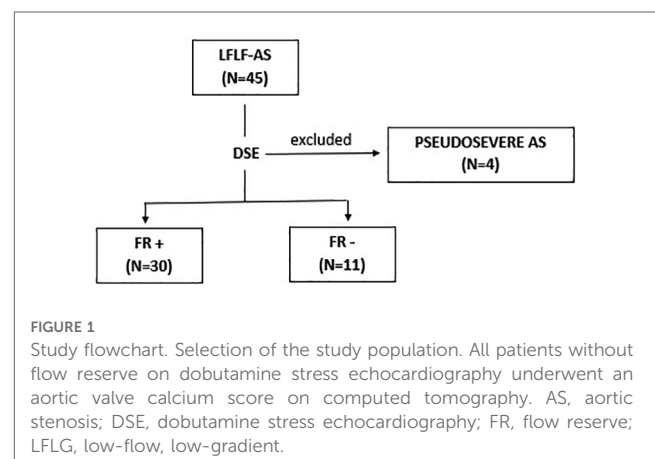 LFLF-AS
(N=45)
excluded
DSE
PSEUDOSEVERE AS
(N=4)
FR +
(N=30)
FR -
(N=11)
FIGURE 1
Study flowchart. Selection of the study population. All patients without
flow reserve on dobutamine stress echocardiography underwent an
aortic valve calcium score on computed tomography. AS, aortic
stenosis; DSE, dobutamine stress echocardiography; FR, flow reserve;
LFLG, low-flow, low-gradient.